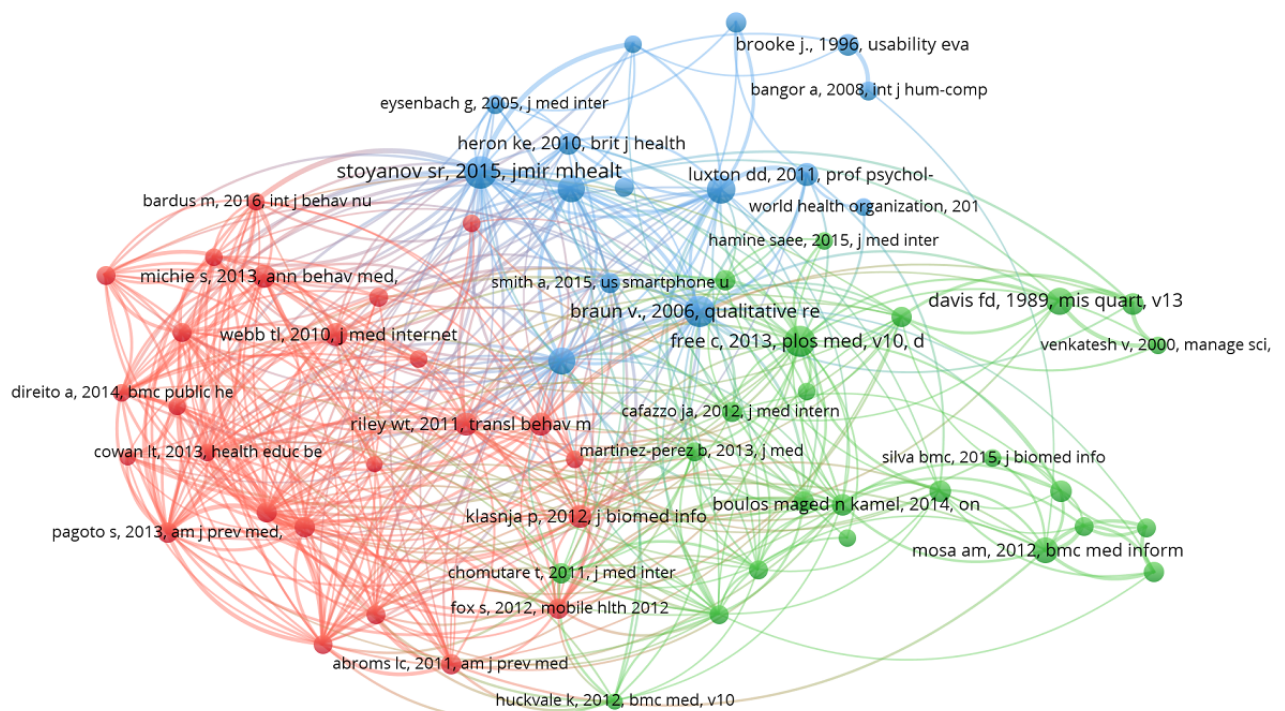 brooke j., 1996, usability eva
bangor a, 2008, int j hum-comp
eysenbach g, 2005, j med inter
heron ke, 2010, brit j health
stoyanov sr, 2015, jmir mhealt
luxton dd, 2011, prof psychol-
bardus m, 2016, int j behav nu
world health organization, 201
hamine saee, 2015, j med inter
michie s, 2013, ann behav med,
smith a, 2015, us smartphone u
davis fd, 1989, mis quart, v13
braun v., 2006, qualitative re
webb tl, 2010, j med internet
free c, 2013, plos med, v10, d
venkatesh v, 2000, manage sci,
direito a, 2014, bmc public he
cafazzo ja, 2012, j med intern
riley wt, 2011, transl behav m
cowan lt, 2013, health educ be
martinez-perez b, 2013, j med
silva bmc, 2015, j biomed info
boulos maged n kamel, 2014, on
klasnja p, 2012, j biomed info
pagoto s, 2013, am j prev med,
mosa am, 2012, bmc med inform
chomutare t, 2011, j med inter
fox s, 2012, mobile hlth 2012
abroms lc, 2011, am j prev med
huckvale k, 2012, bmc med, v10